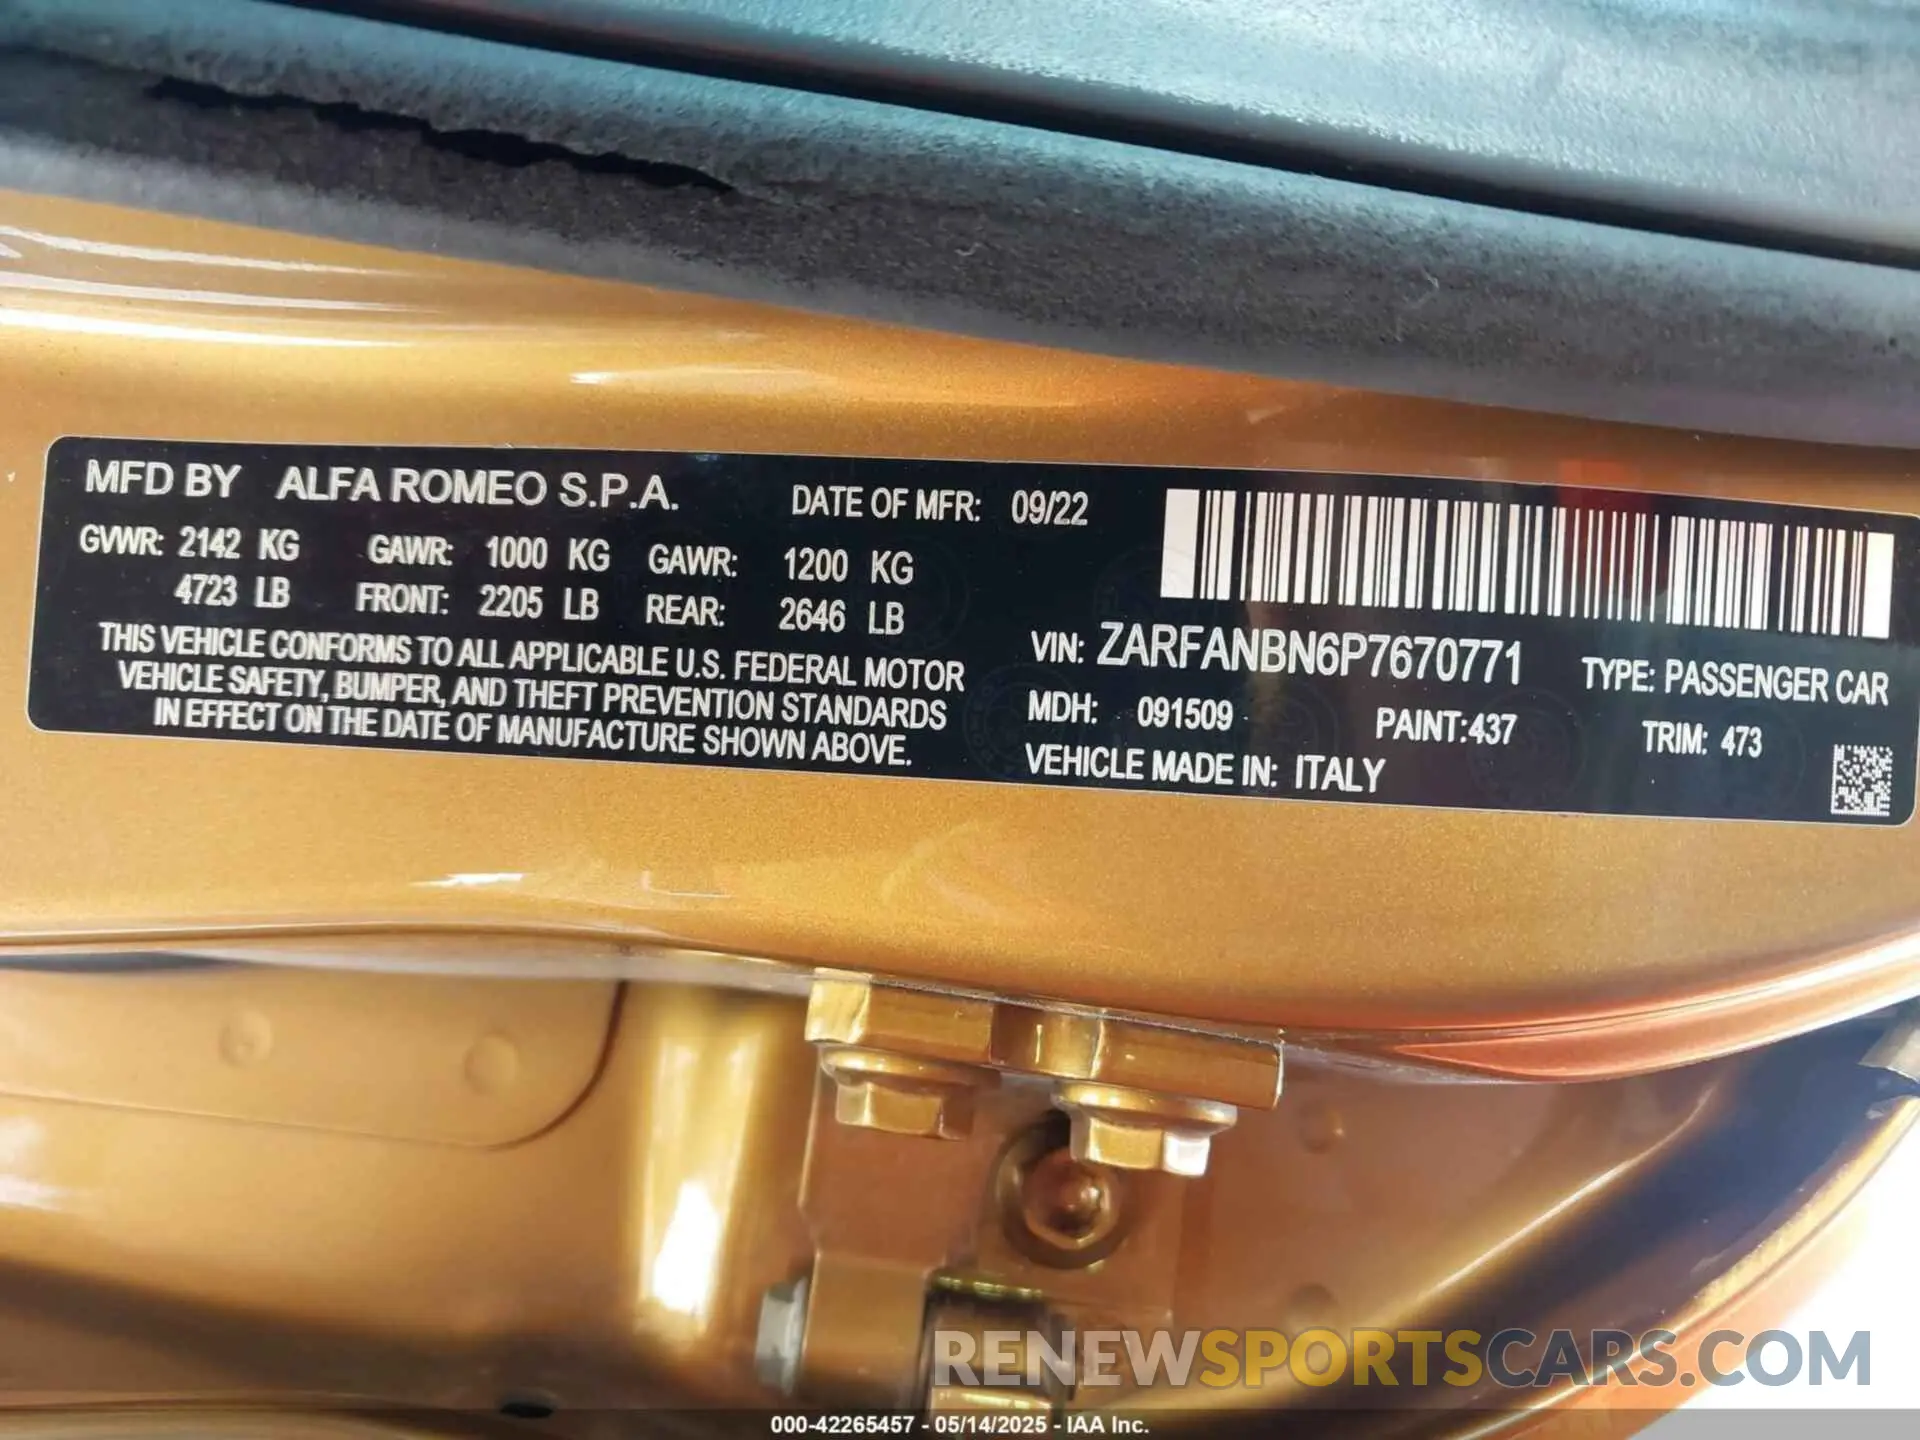 MFD BY ALFA ROMEO S.P.A. DATE OF MFR: 09/22
GVWR: 2142 KG GAWR: 1000 KG GAWR: 1200 KG
4723 LB FRONT: 2205 LB REAR: 2646 LB
THIS VEHICLE CONFORMS TO ALL APPLICABLE U.S. FEDERAL MOTOR
VEHICLE SAFETY, BUMPER, AND THEFT PREVENTION STANDARDS
IN EFFECT ON THE DATE OF MANUFACTURE SHOWN ABOVE.
VIN: ZARFANBN6P7670771 TYPE: PASSENGER CAR
MDH: 091509 PAINT:437 TRIM: 473
VEHICLE MADE IN: ITALY
RENEWSPORTSCARS.COM
000-42265457 - 05/14/2025 - IAA Inc.